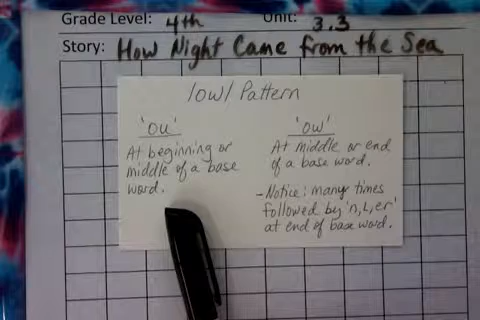 Grade Level: 4th Unit: 3.3
Story: How Night Came from the Sea
/ow/ Pattern
'ou'
At beginning or
middle of a base
word.
'ow'
At middle or end
of a base word.
- Notice: many times
followed by 'n, L, er'
at end of base word.